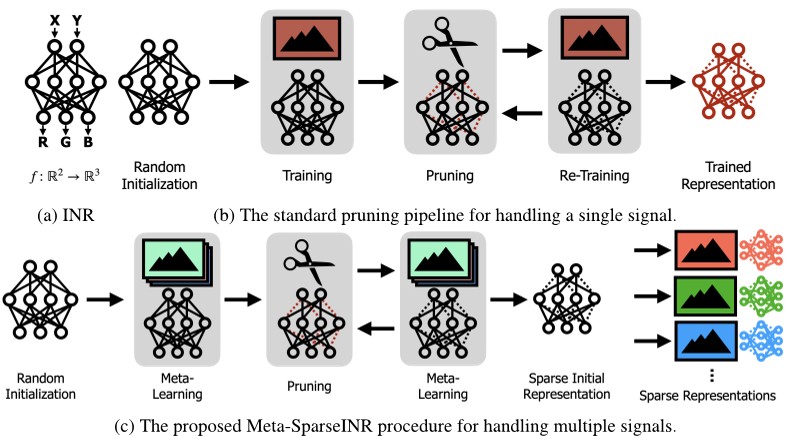 X Y
R G B
f: ℝ² → ℝ³
(a) INR
Random
Initialization
Training
Pruning
Re-Training
Trained
Representation
(b) The standard pruning pipeline for handling a single signal.
Random
Initialization
Meta-
Learning
Pruning
Meta-
Learning
Sparse Initial
Representation
Sparse Representations
(c) The proposed Meta-SparseINR procedure for handling multiple signals.